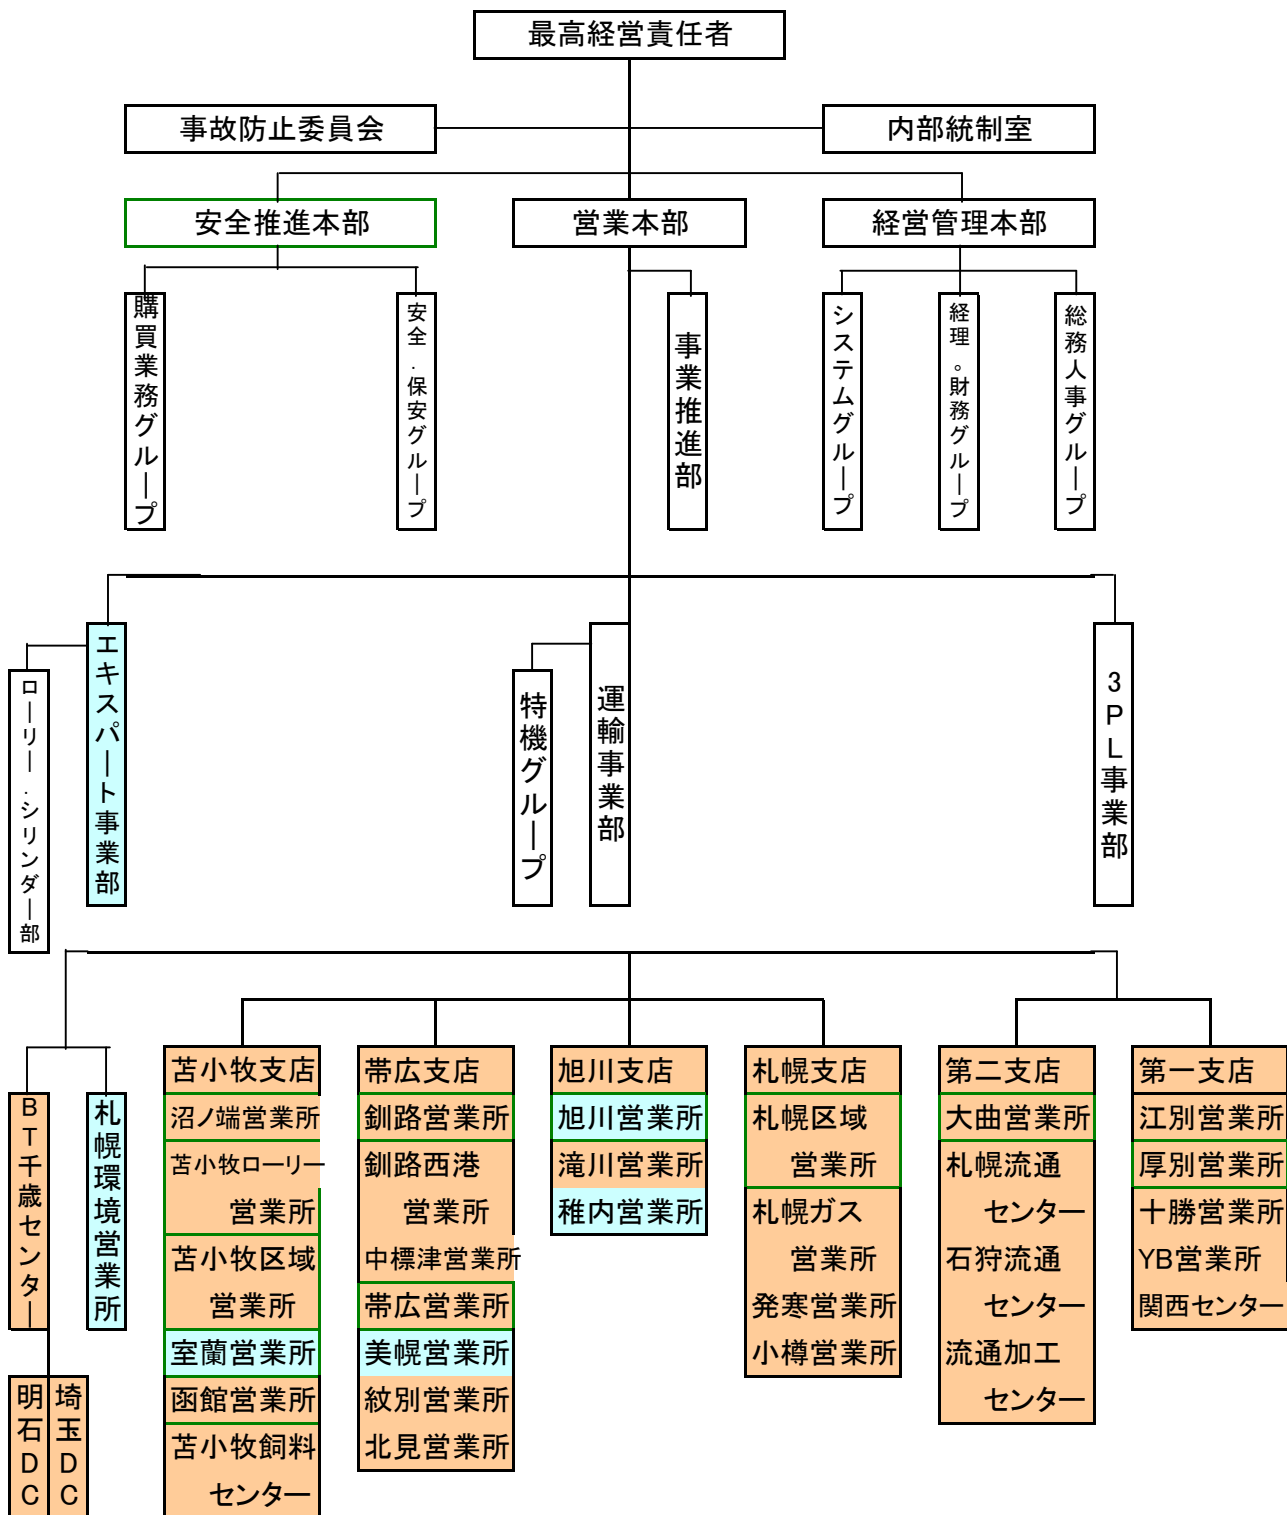 最高経営責任者
事故防止委員会
内部統制室
安全推進本部
営業本部
経営管理本部
購買業務グループ
安全.保安グループ
事業推進部
システムグループ
経理。財務グループ
総務人事グループ
ローリー.シリンダー部
エキスパート事業部
特機グループ
運輸事業部
3PL事業部
BT千歳センター
札幌環境営業所
明石DC
埼玉DC
苫小牧支店
沼ノ端営業所
苫小牧ローリー
営業所
苫小牧区域
営業所
室蘭営業所
函館営業所
苫小牧飼料
センター
帯広支店
釧路営業所
釧路西港
営業所
中標津営業所
帯広営業所
美幌営業所
紋別営業所
北見営業所
旭川支店
旭川営業所
滝川営業所
稚内営業所
札幌支店
札幌区域
営業所
札幌ガス
営業所
発寒営業所
小樽営業所
第二支店
大曲営業所
札幌流通
センター
石狩流通
センター
流通加工
センター
第一支店
江別営業所
厚別営業所
十勝営業所
YB営業所
関西センター